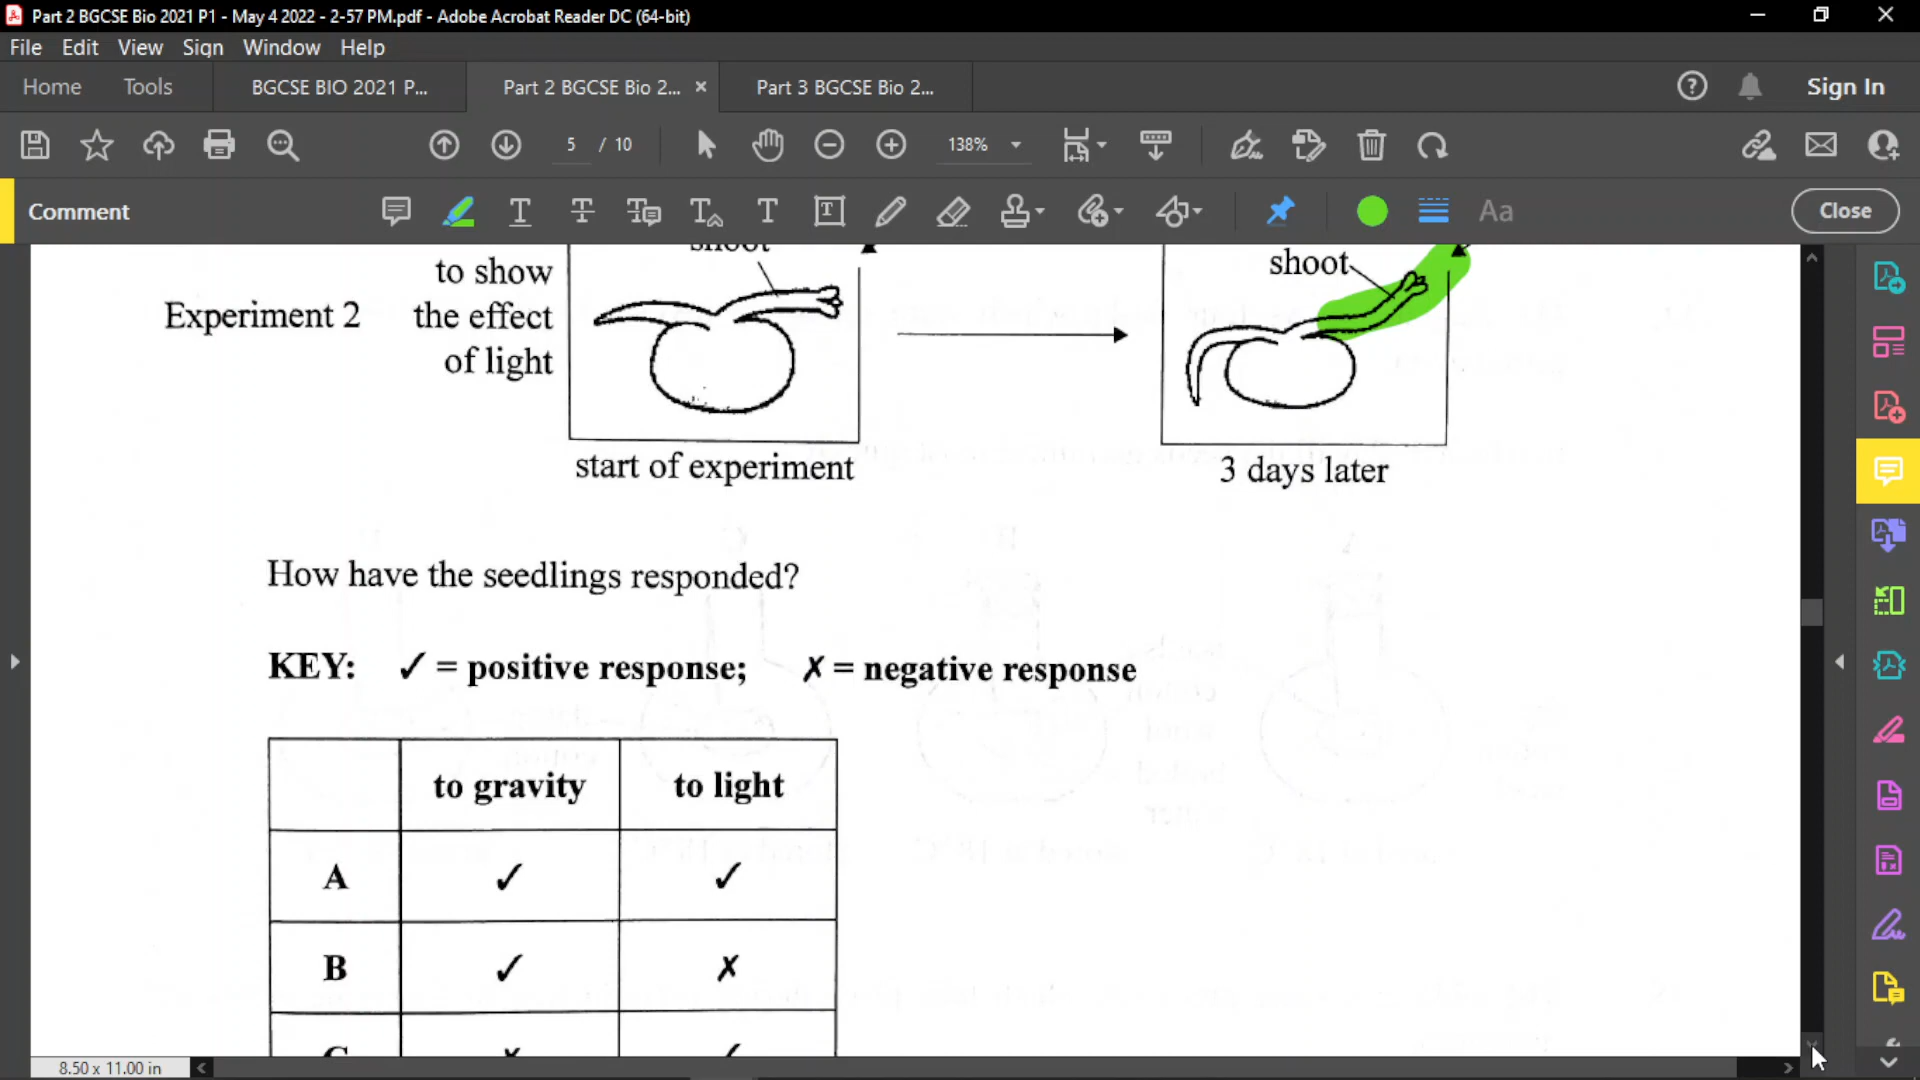 Part 2 BGCSE Bio 2021 P1 - May 4 2022 - 2-57 PM.pdf - Adobe Acrobat Reader DC (64-bit)
File Edit View Sign Window Help
Home Tools BGCSE BIO 2021 P... Part 2 BGCSE Bio 2... × Part 3 BGCSE Bio 2... Sign In
5 / 10 138%
Comment Aa Close
shoot
shoot
Experiment 2
to show
the effect
of light
start of experiment
3 days later
How have the seedlings responded?
KEY: ✓ = positive response; ✗ = negative response
to gravity to light
A ✓ ✓
B ✓ ✗
C ✗ ✓
8.50 x 11.00 in